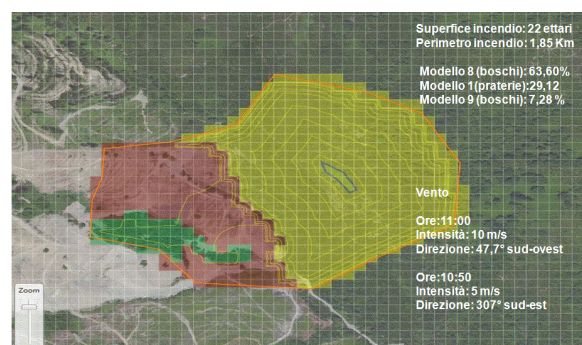 Superfice incendio: 22 ettari
Perimetro incendio: 1,85 Km
Modello 8 (boschi): 63,60%
Modello 1(praterie):29,12
Modello 9 (boschi): 7,28 %
Vento
Ore:11:00
Intensità: 10 m/s
Direzione: 47,7° sud-ovest
Ore:10:50
Intensità: 5 m/s
Direzione: 307° sud-est
Zoom